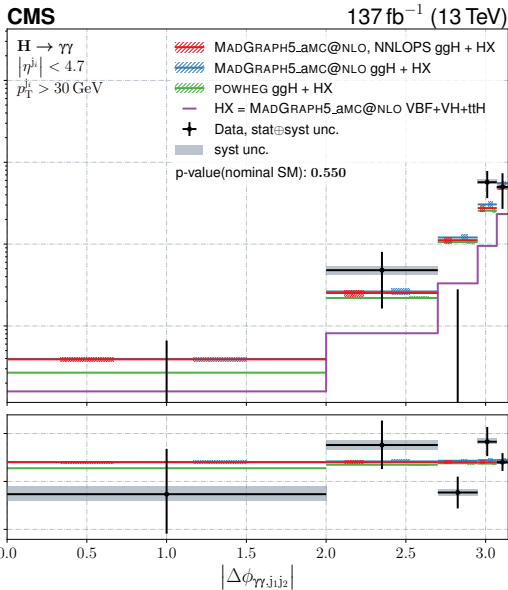 CMS 137 fb⁻¹ (13 TeV)
H → γγ
|η^{j_i}| < 4.7
p_T^{j_i} > 30 GeV
MADGRAPH5_aMC@NLO, NNLOPS ggH + HX
MADGRAPH5_aMC@NLO ggH + HX
POWHEG ggH + HX
HX = MADGRAPH5_aMC@NLO VBF+VH+ttH
Data, stat⊕syst unc.
syst unc.
p-value(nominal SM): 0.550
0.5 1.0 1.5 2.0 2.5 3.0
|Δϕ_{γγ,j₁j₂}|